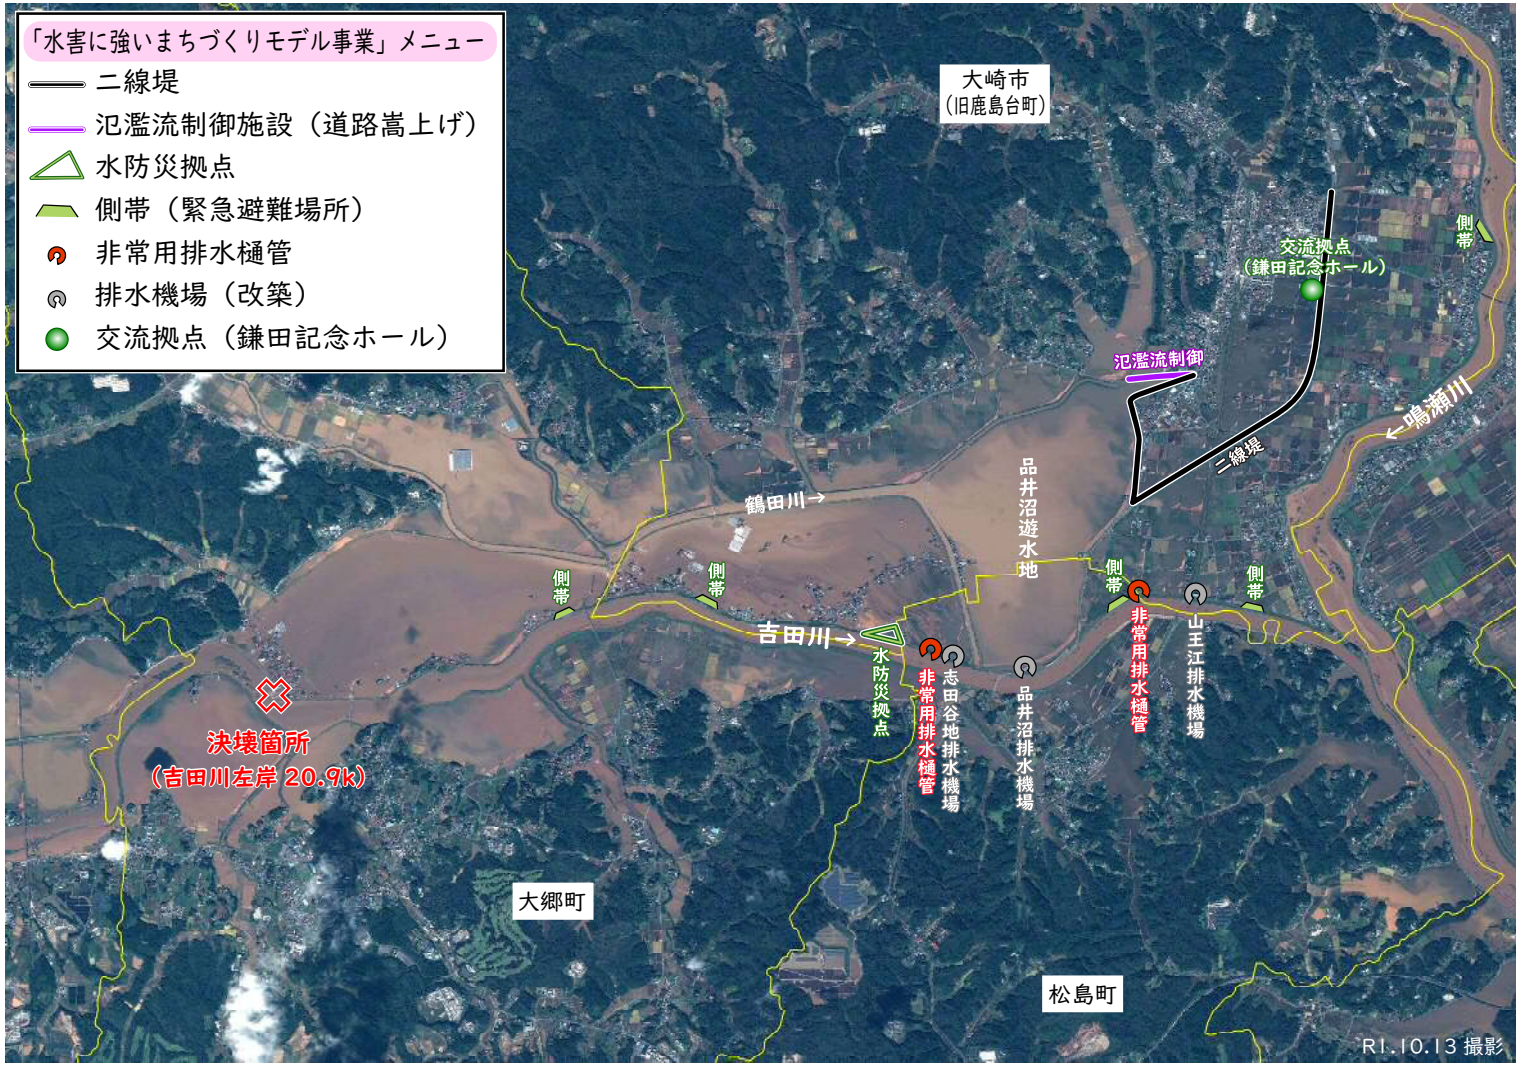 「水害に強いまちづくりモデル事業」メニュー
二線堤
氾濫流制御施設（道路嵩上げ）
水防災拠点
側帯（緊急避難場所）
非常用排水樋管
排水機場（改築）
交流拠点（鎌田記念ホール）
大崎市
（旧鹿島台町）
側帯
交流拠点
（鎌田記念ホール）
氾濫流制御
←鳴瀬川
二線堤
品井沼遊水地
鶴田川→
側帯
側帯
側帯
側帯
吉田川→
水防災拠点
非常用排水樋管
志田谷地排水機場
品井沼排水機場
非常用排水樋管
山王江排水機場
決壊箇所
（吉田川左岸 20.9k）
大郷町
松島町
R1.10.13 撮影